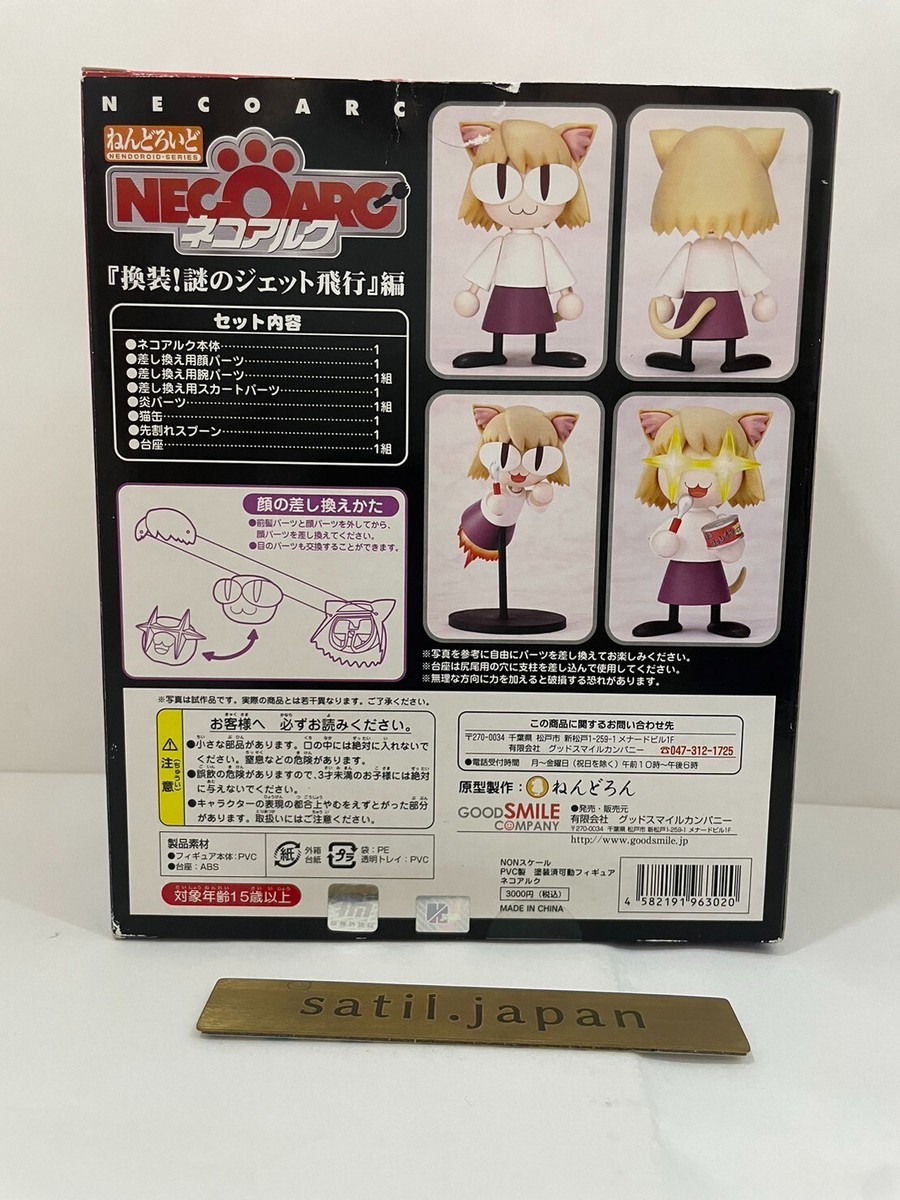 NECOARC
ねんどろいど
NENDOROID-SERIES
NECOARC
ネコアルク
『換装!謎のジェット飛行』編
セット内容
●ネコアルク本体……1
●差し換え用顔パーツ……1
●差し換え用腕パーツ……1組
●差し換え用スカートパーツ……1
●炎パーツ……1組
●猫缶……1
●先割れスプーン……1
●台座……1組
顔の差し換えかた
●前髪パーツと顔パーツを外してから、
顔パーツを差し換えてください。
●目のパーツも交換することができます。
※写真を参考に自由にパーツを差し換えてお楽しみください。
※台座は尻尾用の穴に支柱を差し込んで使用してください。
※無理な方向に力を加えると破損する恐れがあります。
※写真は試作品です。実際の商品とは若干異なります。ご了承ください。
注意
お客様へ 必ずお読みください。
●小さな部品があります。口の中には絶対に入れないで
ください。窒息などの危険があります。
●誤飲の危険がありますので、3才未満のお子様には絶対
に与えないでください。
●キャラクターの表現の都合上やむをえずとがった部分
があります。取扱いにはご注意ください。
製品素材
●フィギュア本体:PVC
●台座:ABS
紙
外箱
台紙
プラ
袋:PE
透明トレイ:PVC
対象年齢15歳以上
この商品に関するお問い合わせ先
〒270-0034 千葉県 松戸市 新松戸1-259-1 メナードビル1F
有限会社 グッドスマイルカンパニー ☎047-312-1725
●電話受付時間 月〜金曜日(祝日を除く)午前10時〜午後6時
原型製作: ねんどろん
GOOD SMILE
COMPANY
●発売・販売元
有限会社 グッドスマイルカンパニー
〒270-0034 千葉県 松戸市 新松戸1-259-1 メナードビル1F
http://www.goodsmile.jp
NONスケール
PVC製 塗装済可動フィギュア
ネコアルク
3000円(税込)
MADE IN CHINA
4 582191 963020
satil.japan